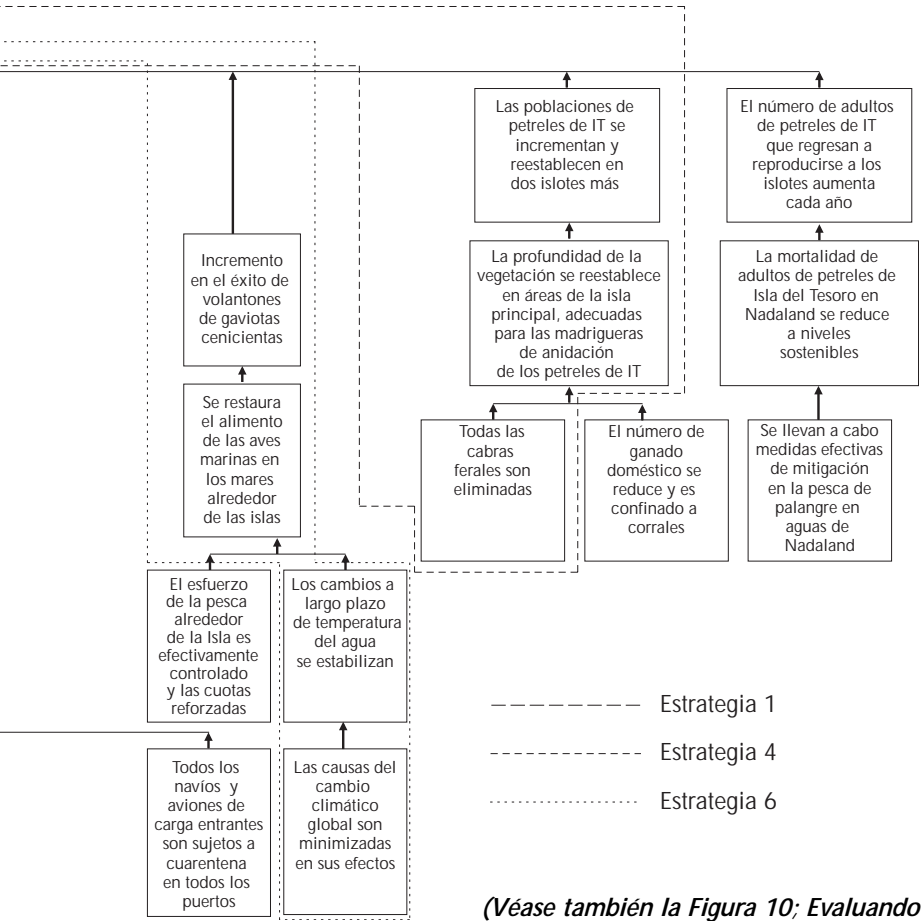 Las poblaciones de
petreles de IT se
incrementan y
reestablecen en
dos islotes más
El número de adultos
de petreles de IT
que regresan a
reproducirse a los
islotes aumenta
cada año
Incremento
en el éxito de
volantones
de gaviotas
cenicientas
La profundidad de la
vegetación se reestablece
en áreas de la isla
principal, adecuadas
para las madrigueras
de anidación
de los petreles de IT
La mortalidad de
adultos de petreles de
Isla del Tesoro en
Nadaland se reduce
a niveles
sostenibles
Se restaura
el alimento
de las aves
marinas en
los mares
alrededor
de las islas
Todas las
cabras
ferales son
eliminadas
El número de
ganado
doméstico se
reduce y es
confinado a
corrales
Se llevan a cabo
medidas efectivas
de mitigación
en la pesca de
palangre en
aguas de
Nadaland
El esfuerzo
de la pesca
alrededor
de la Isla es
efectivamente
controlado
y las cuotas
reforzadas
Los cambios a
largo plazo
de temperatura
del agua
se estabilizan
Todos los
navíos y
aviones de
carga entrantes
son sujetos a
cuarentena
en todos los
puertos
Las causas del
cambio
climático
global son
minimizadas
en sus efectos
Estrategia 1
Estrategia 4
Estrategia 6
(Véase también la Figura 10; Evaluando